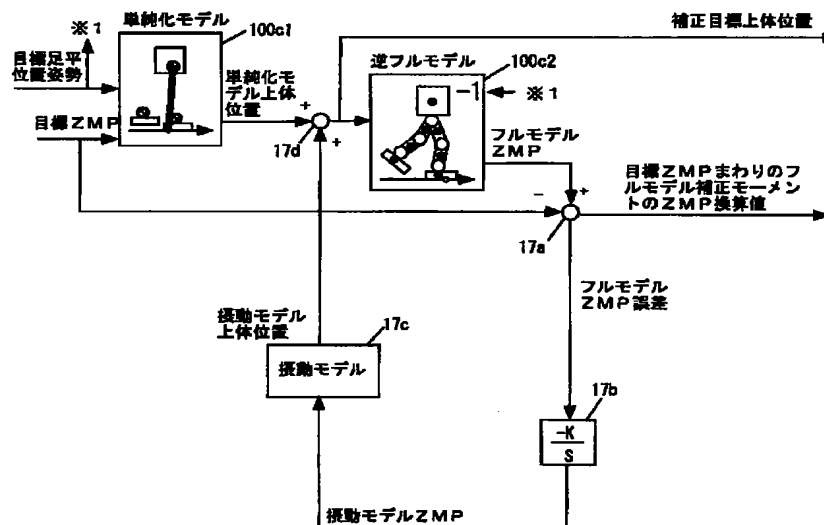 単純化モデル
※1
100c1
目標足平
位置姿勢
目標ZMP
単純化モ
デル上体
位置
+
+
17d
補正目標上体位置
逆フルモデル
100c2
-1
※1
フルモデル
ZMP
-
+
17a
目標ZMPまわりのフ
ルモデル補正モーメン
トのZMP換算値
フルモデル
ZMP誤差
摂動モデル
上体位置
17c
摂動モデル
17b
-K
S
摂動モデルZMP